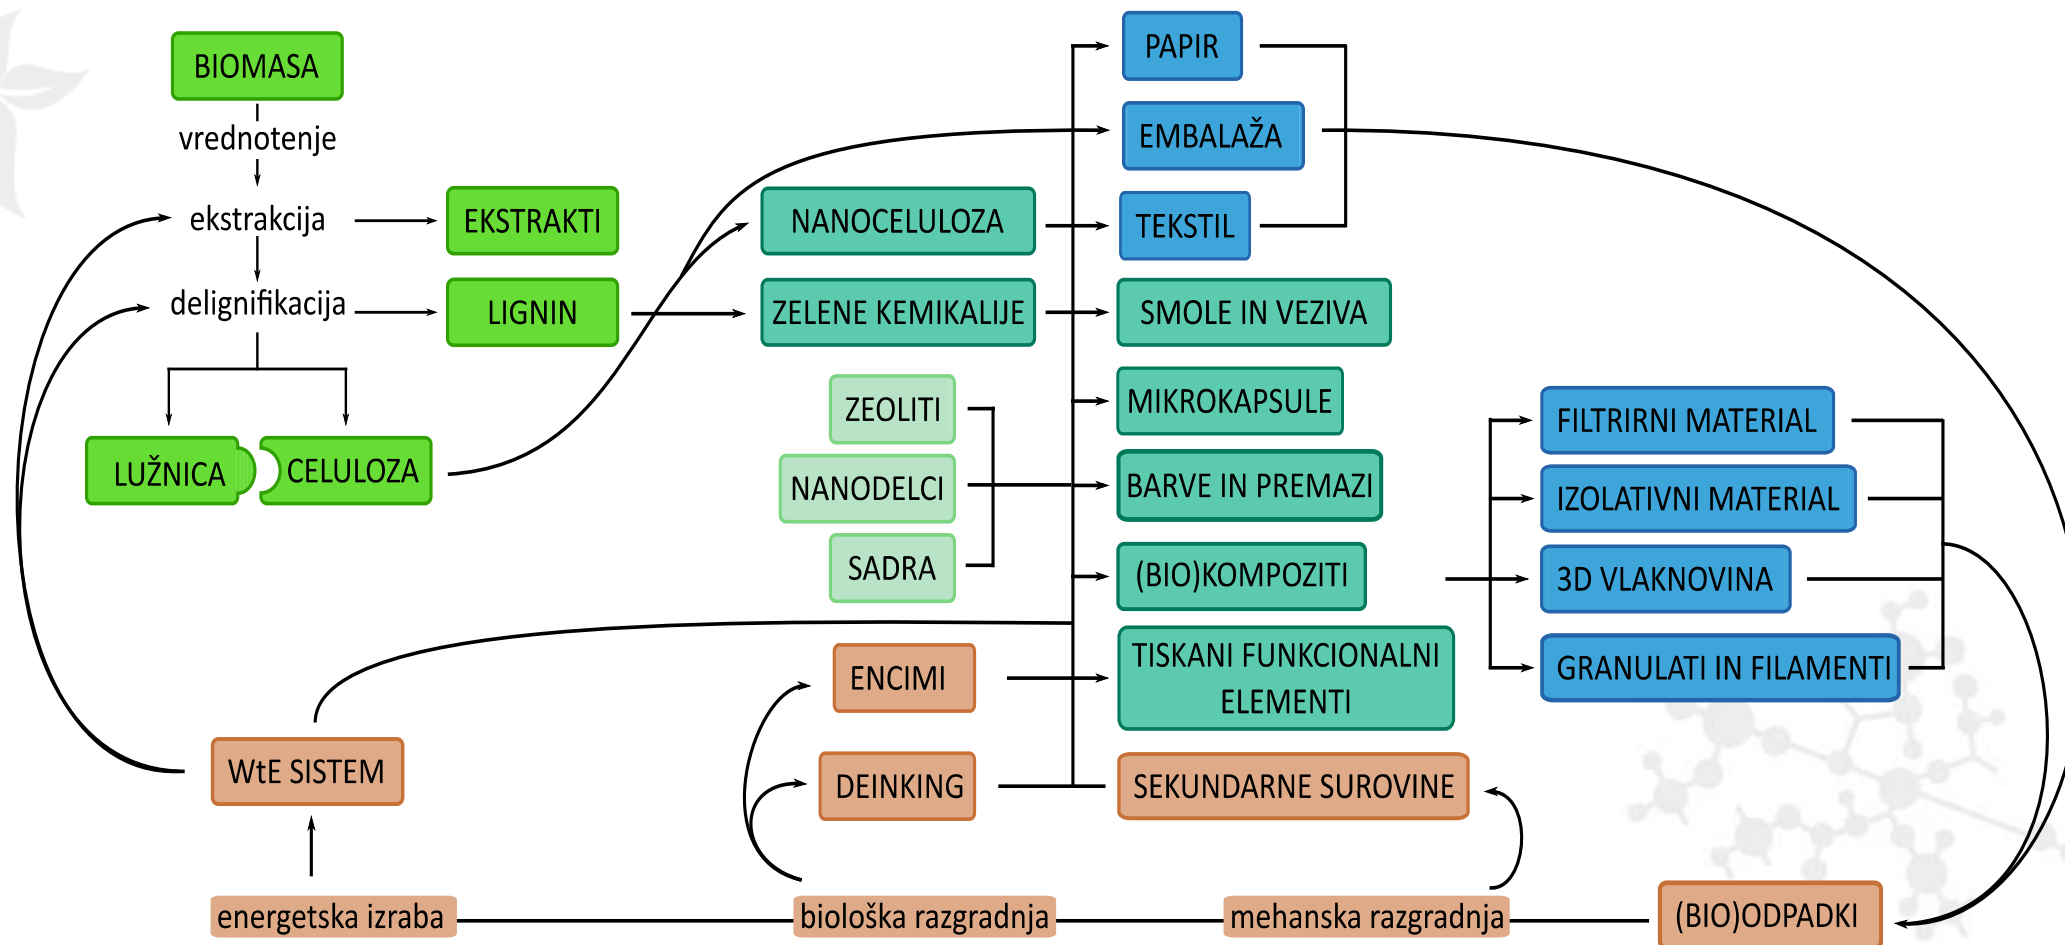 BIOMASA
vrednotenje
ekstrakcija
EKSTRAKTI
delignifikacija
LIGNIN
LUŽNICA
CELULOZA
NANOCELULOZA
ZELENE KEMIKALIJE
ZEOLITI
NANODELCI
SADRA
PAPIR
EMBALAŽA
TEKSTIL
SMOLE IN VEZIVA
MIKROKAPSULE
BARVE IN PREMAZI
(BIO)KOMPOZITI
TISKANI FUNKCIONALNI
ELEMENTI
FILTRIRNI MATERIAL
IZOLATIVNI MATERIAL
3D VLAKNOVINA
GRANULATI IN FILAMENTI
ENCIMI
DEINKING
SEKUNDARNE SUROVINE
WtE SISTEM
energetska izraba
biološka razgradnja
mehanska razgradnja
(BIO)ODPADKI